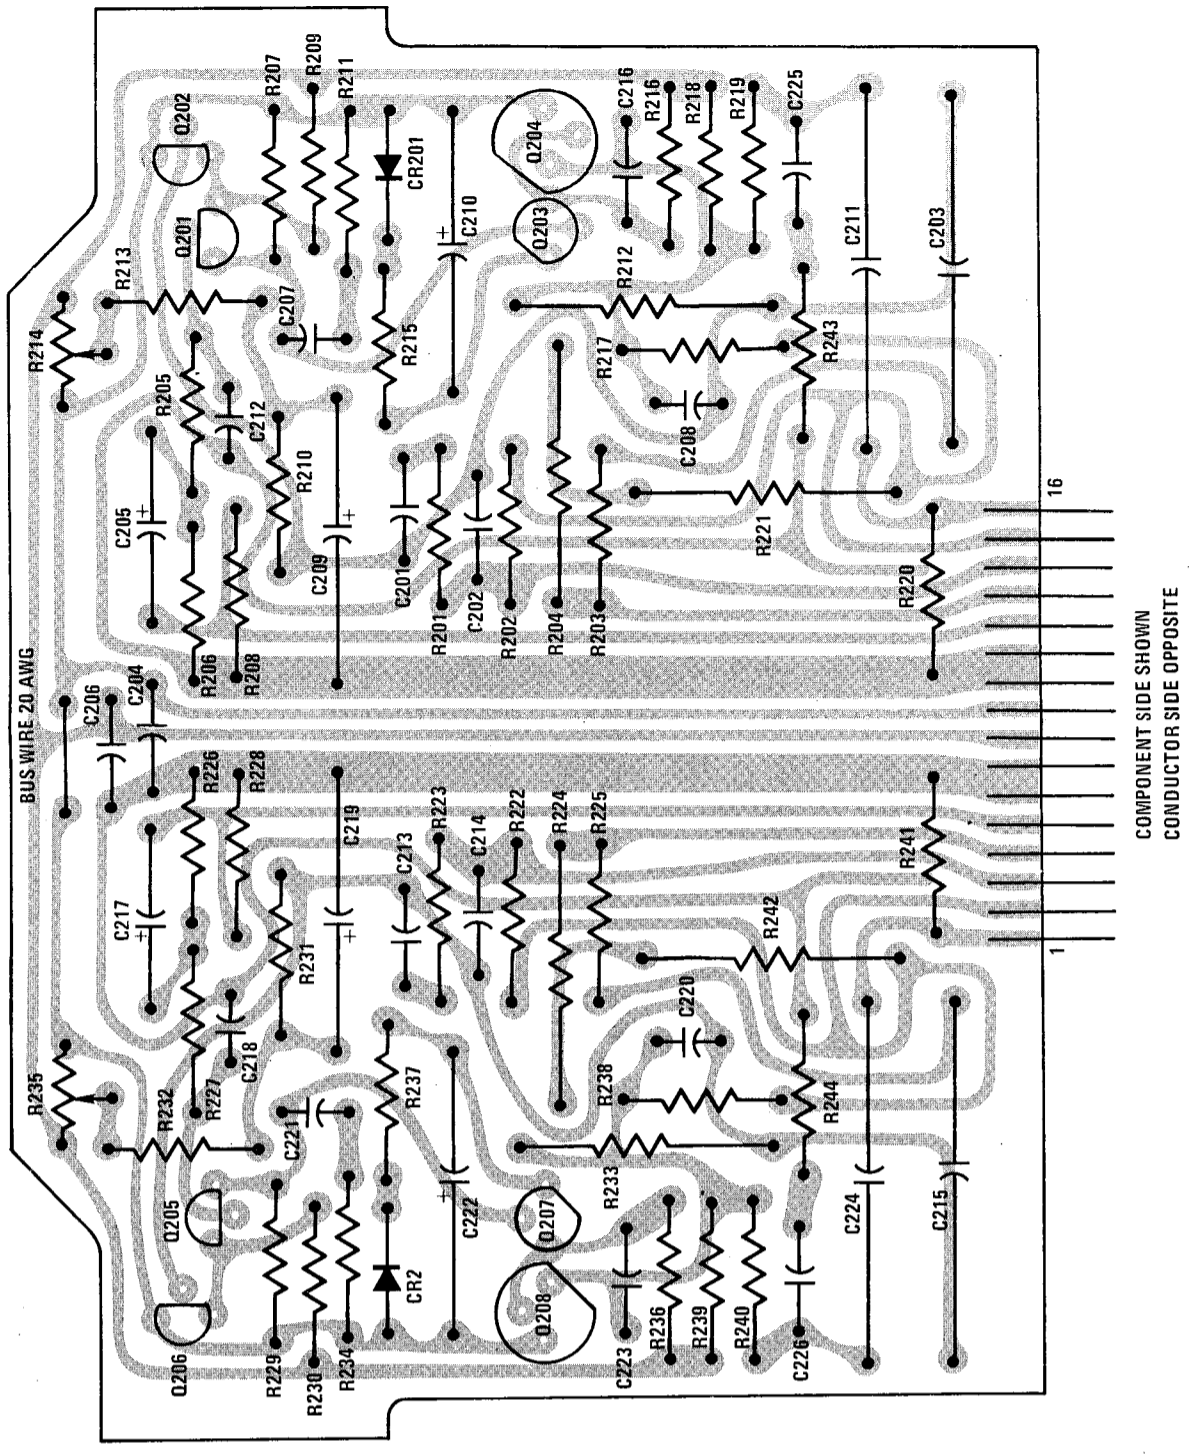 BUS WIRE 20 AWG
R214
R213
Q201
Q202
R207
R209
R211
CR201
C210
Q204
Q203
C216
R216
R218
R219
C225
C211
C203
R205
C212
C207
R215
R212
R217
C208
R243
C205
R210
C209
C201
R201
C202
R202
R204
R203
R221
R220
16
R206
R208
C206
C204
R226
R228
C219
C213
R223
C214
R222
R224
R225
R241
R242
C217
R231
C218
R227
R232
R235
C221
R237
C220
R238
R244
R233
C222
Q205
Q206
R229
R230
R234
CR2
Q207
Q208
C223
R236
R239
R240
C226
C224
C215
1
COMPONENT SIDE SHOWN
CONDUCTOR SIDE OPPOSITE